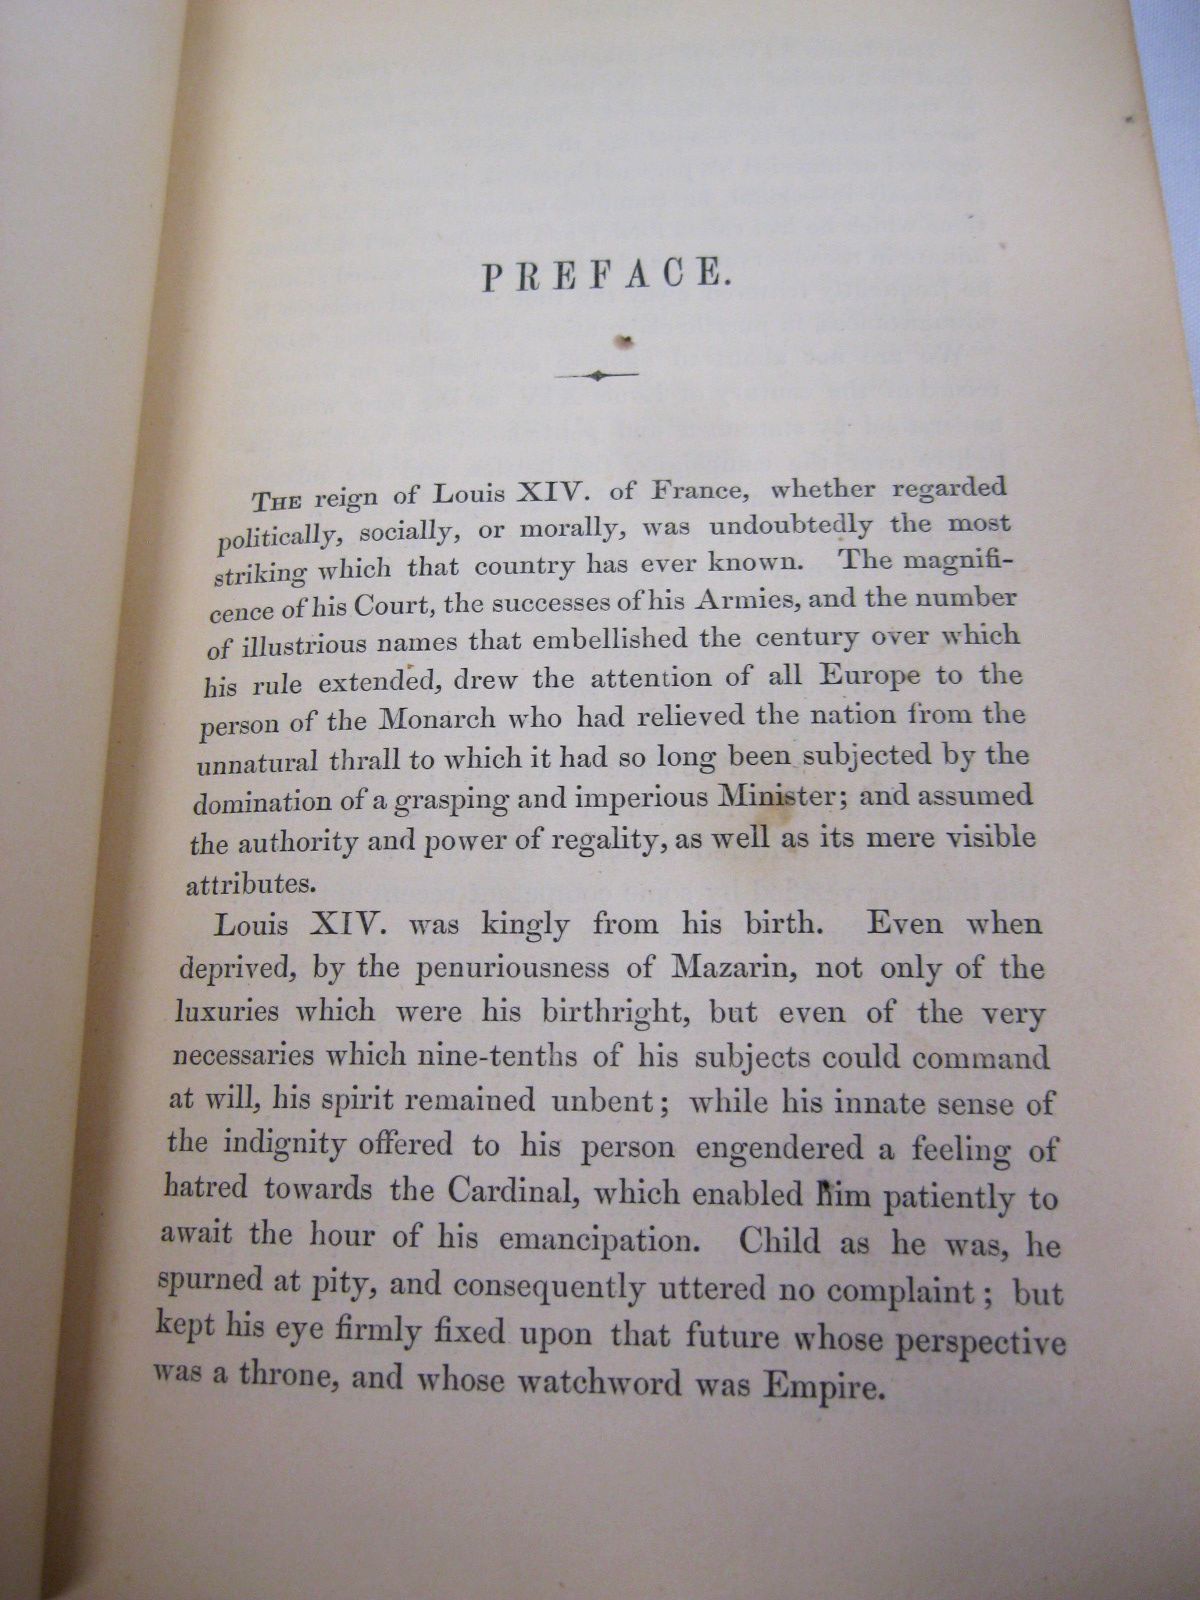 PREFACE.
THE reign of Louis XIV. of France, whether regarded
politically, socially, or morally, was undoubtedly the most
striking which that country has ever known. The magnifi-
cence of his Court, the successes of his Armies, and the number
of illustrious names that embellished the century over which
his rule extended, drew the attention of all Europe to the
person of the Monarch who had relieved the nation from the
unnatural thrall to which it had so long been subjected by the
domination of a grasping and imperious Minister; and assumed
the authority and power of regality, as well as its mere visible
attributes.
Louis XIV. was kingly from his birth. Even when
deprived, by the penuriousness of Mazarin, not only of the
luxuries which were his birthright, but even of the very
necessaries which nine-tenths of his subjects could command
at will, his spirit remained unbent; while his innate sense of
the indignity offered to his person engendered a feeling of
hatred towards the Cardinal, which enabled him patiently to
await the hour of his emancipation. Child as he was, he
spurned at pity, and consequently uttered no complaint; but
kept his eye firmly fixed upon that future whose perspective
was a throne, and whose watchword was Empire.